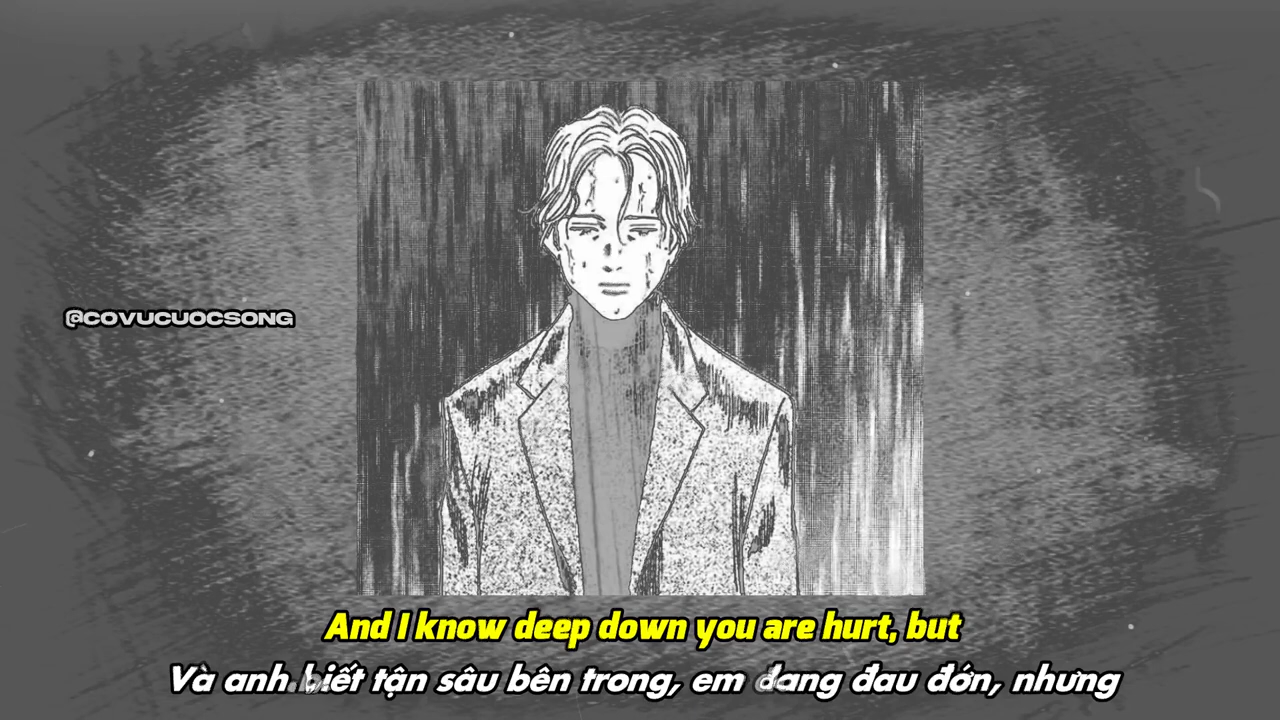 @COVUCUOCSONG
And I know deep down you are hurt, but
Và anh biết tận sâu bên trong, em đang đau đớn, nhưng